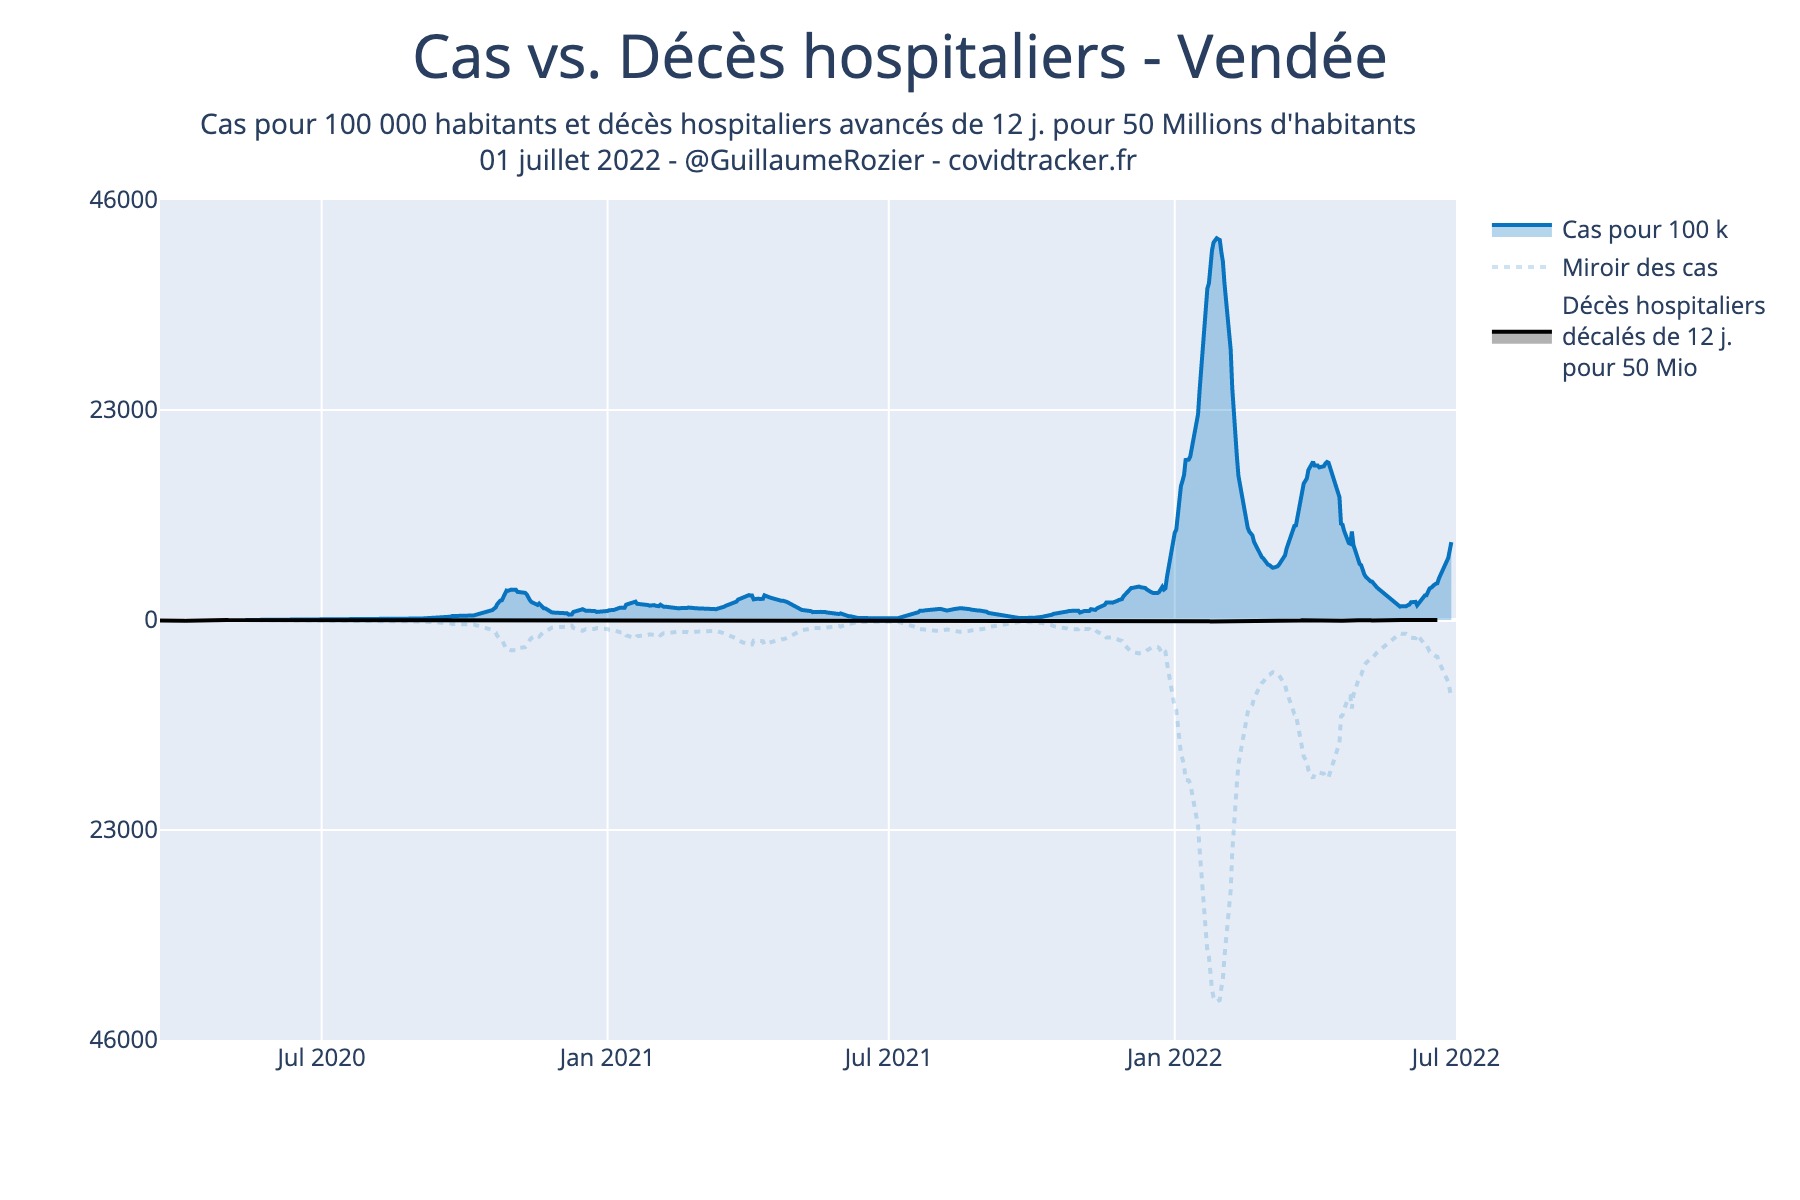 Cas vs. Décès hospitaliers - Vendée
Cas pour 100 000 habitants et décès hospitaliers avancés de 12 j. pour 50 Millions d'habitants
01 juillet 2022 - @GuillaumeRozier - covidtracker.fr
46000
23000
0
23000
46000
Jul 2020
Jan 2021
Jul 2021
Jan 2022
Jul 2022
Cas pour 100 k
Miroir des cas
Décès hospitaliers
décalés de 12 j.
pour 50 Mio